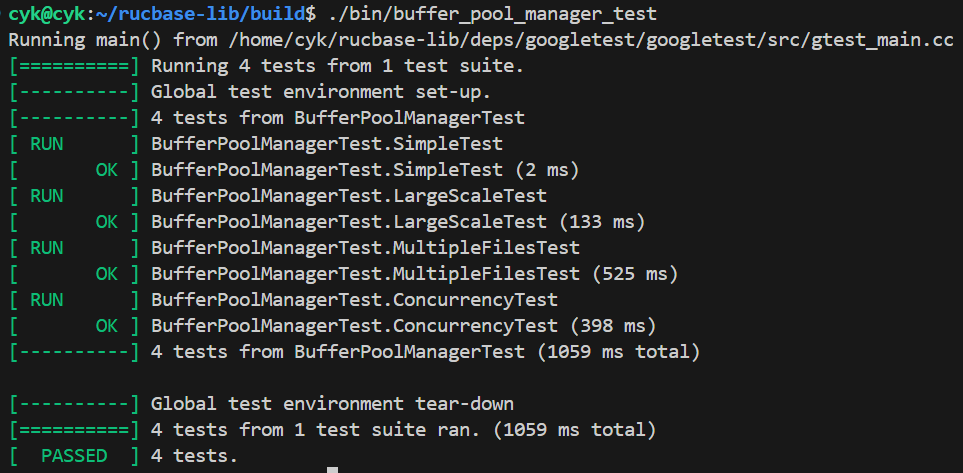 cyk@cyk:~/rucbase-lib/build$ ./bin/buffer_pool_manager_test
Running main() from /home/cyk/rucbase-lib/deps/googletest/googletest/src/gtest_main.cc
[==========] Running 4 tests from 1 test suite.
[----------] Global test environment set-up.
[----------] 4 tests from BufferPoolManagerTest
[ RUN      ] BufferPoolManagerTest.SimpleTest
[       OK ] BufferPoolManagerTest.SimpleTest (2 ms)
[ RUN      ] BufferPoolManagerTest.LargeScaleTest
[       OK ] BufferPoolManagerTest.LargeScaleTest (133 ms)
[ RUN      ] BufferPoolManagerTest.MultipleFilesTest
[       OK ] BufferPoolManagerTest.MultipleFilesTest (525 ms)
[ RUN      ] BufferPoolManagerTest.ConcurrencyTest
[       OK ] BufferPoolManagerTest.ConcurrencyTest (398 ms)
[----------] 4 tests from BufferPoolManagerTest (1059 ms total)

[----------] Global test environment tear-down
[==========] 4 tests from 1 test suite ran. (1059 ms total)
[  PASSED  ] 4 tests.